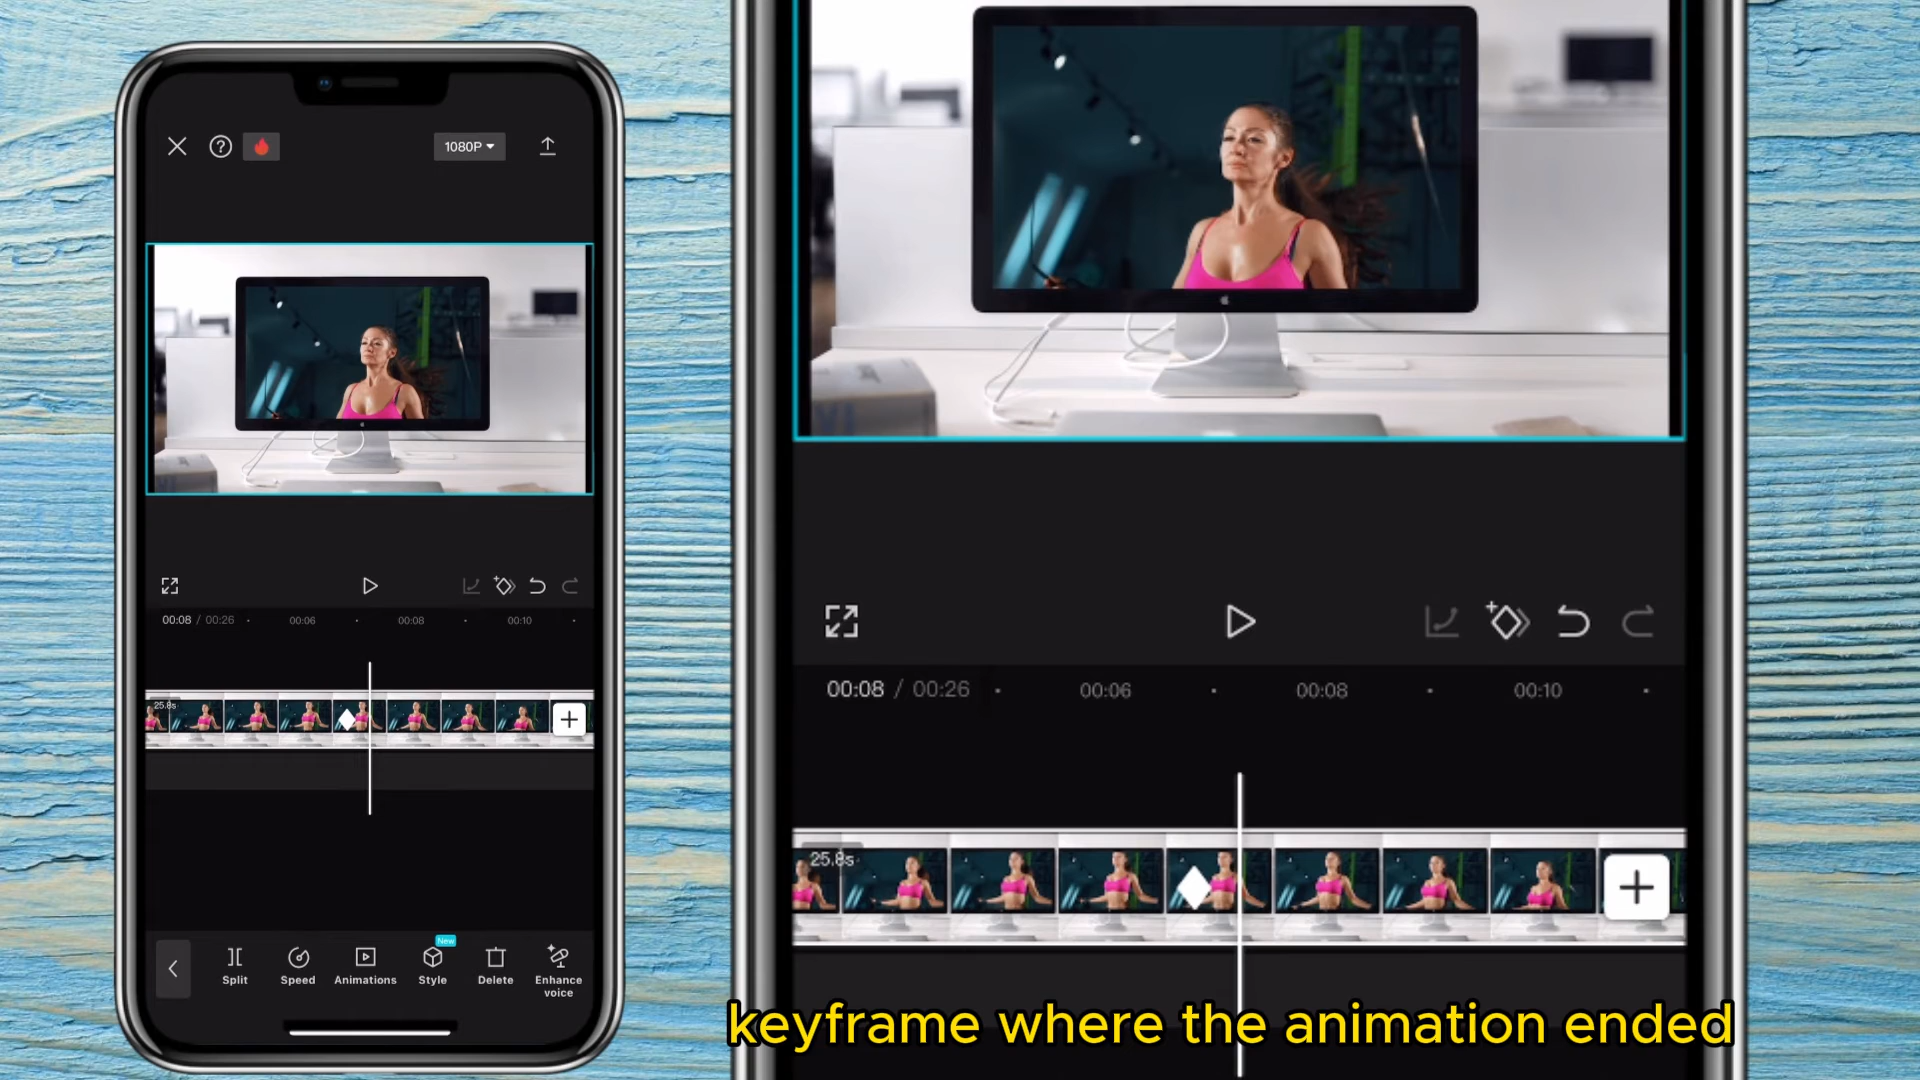 1080P
00:08 / 00:26
00:06
00:08
00:10
25.8s
Split
Speed
Animations
New
Style
Delete
Enhance
voice
00:08 / 00:26
00:06
00:08
00:10
25.8s
keyframe where the animation ended